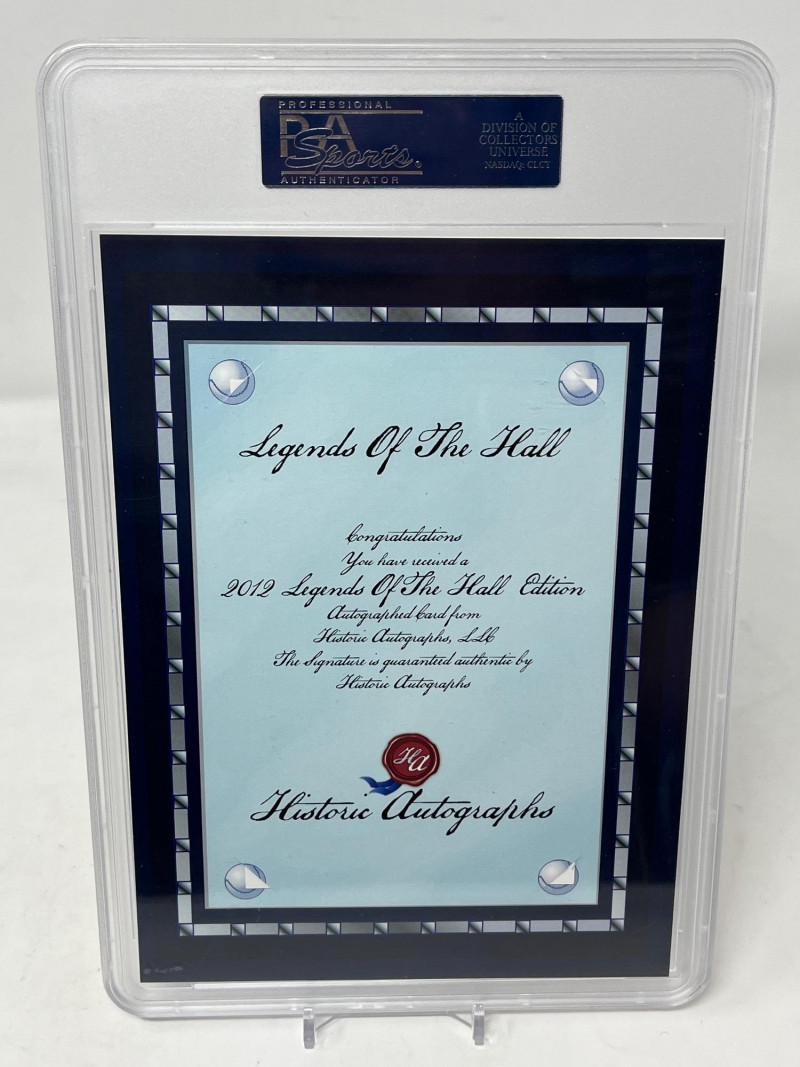 PROFESSIONAL
PSA
Sports.
AUTHENTICATOR
A
DIVISION OF
COLLECTORS
UNIVERSE
NASDAQ: CLCT
Legends Of The Hall
Congratulations
You have received a
2012 Legends Of The Hall Edition
Autographed Card from
Historic Autographs, LLC
The Signature is guaranteed authentic by
Historic Autographs
HA
Historic Autographs